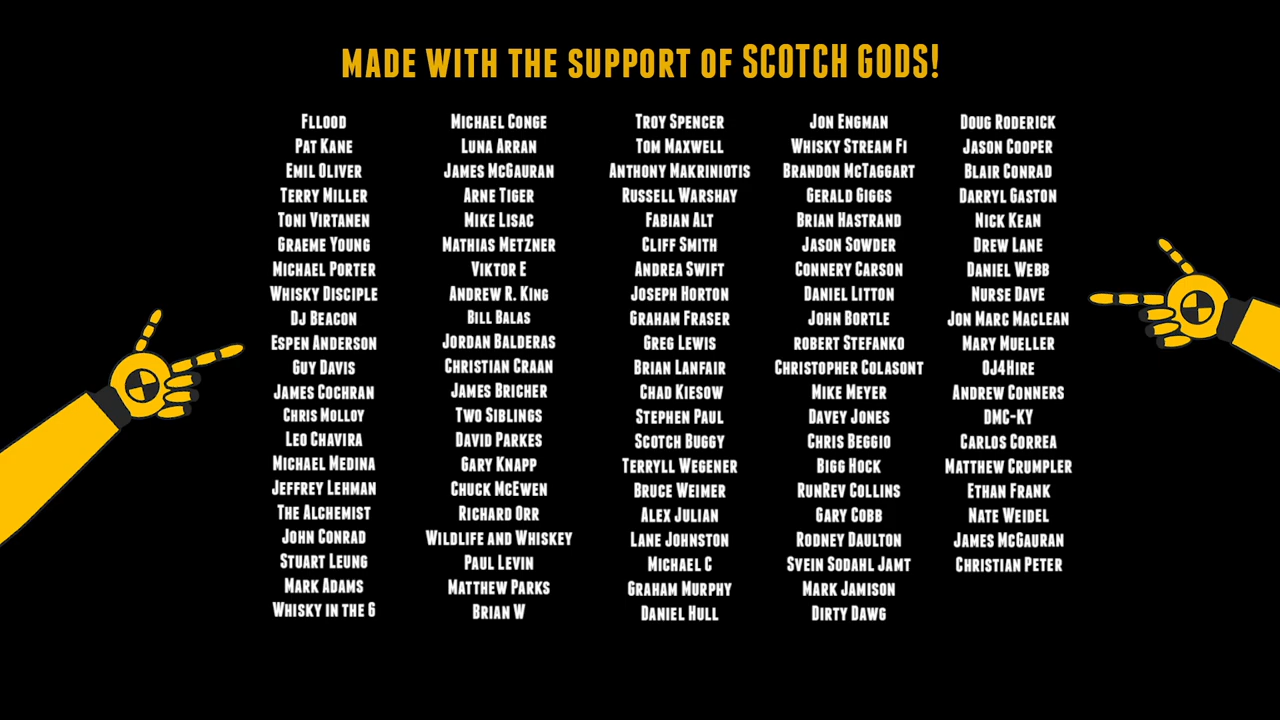 MADE WITH THE SUPPORT OF SCOTCH GODS!
Fllood
Pat Kane
Emil Oliver
Terry Miller
Toni Virtanen
Graeme Young
Michael Porter
Whisky Disciple
DJ Beacon
Espen Anderson
Guy Davis
James Cochran
Chris Molloy
Leo Chavira
Michael Medina
Jeffrey Lehman
The Alchemist
John Conrad
Stuart Leung
Mark Adams
Whisky in the 6
Michael Conge
Luna Arran
James McGauran
Arne Tiger
Mike Lisac
Mathias Metzner
Viktor E
Andrew R. King
Bill Balas
Jordan Balderas
Christian Craan
James Bricher
Two Siblings
David Parkes
Gary Knapp
Chuck McEwen
Richard Orr
Wildlife and Whiskey
Paul Levin
Matthew Parks
Brian W
Troy Spencer
Tom Maxwell
Anthony Makriniotis
Russell Warshay
Fabian Alt
Cliff Smith
Andrea Swift
Joseph Horton
Graham Fraser
Greg Lewis
Brian Lanfair
Chad Kiesow
Stephen Paul
Scotch Buggy
Terryll Wegener
Bruce Weimer
Alex Julian
Lane Johnston
Michael C
Graham Murphy
Daniel Hull
Jon Engman
Whisky Stream Fi
Brandon McTaggart
Gerald Giggs
Brian Hastrand
Jason Sowder
Connery Carson
Daniel Litton
John Bortle
robert Stefanko
Christopher Colasont
Mike Meyer
Davey Jones
Chris Beggio
Bigg Hock
RunRev Collins
Gary Cobb
Rodney Daulton
Svein Sodahl Jamt
Mark Jamison
Dirty Dawg
Doug Roderick
Jason Cooper
Blair Conrad
Darryl Gaston
Nick Kean
Drew Lane
Daniel Webb
Nurse Dave
Jon Marc Maclean
Mary Mueller
OJ4Hire
Andrew Conners
DMC-KY
Carlos Correa
Matthew Crumpler
Ethan Frank
Nate Weidel
James McGauran
Christian Peter